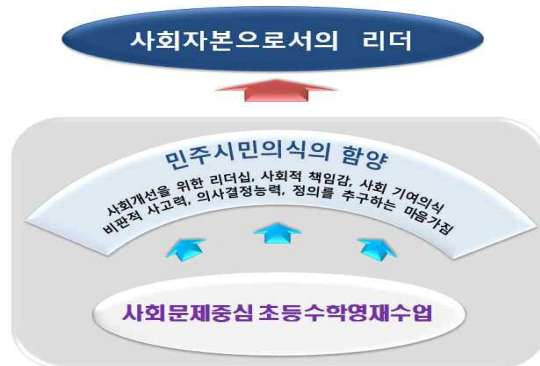 사회자본으로서의 리더
민주시민의식의 함양
사회개선을 위한 리더십, 사회적 책임감, 사회 기여의식
비판적 사고력, 의사결정능력, 정의를 추구하는 마음가짐
사회문제중심 초등수학영재수업